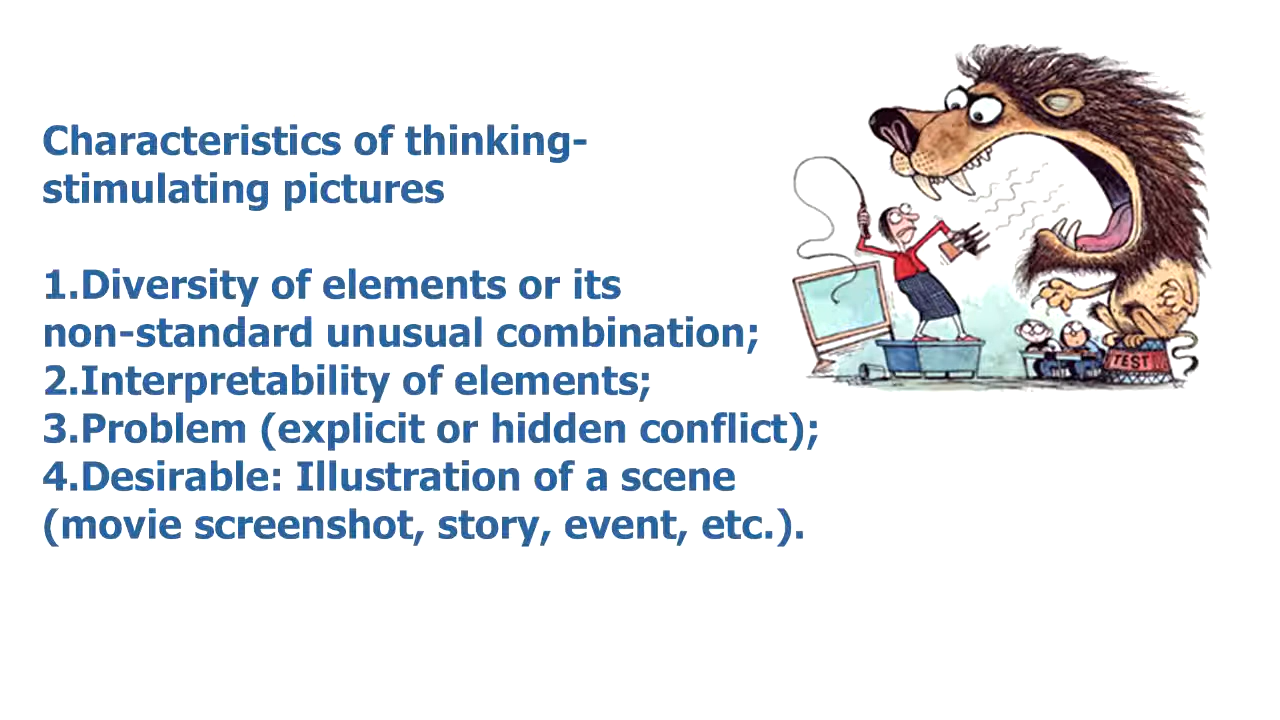 Characteristics of thinking-
stimulating pictures
1.Diversity of elements or its
non-standard unusual combination;
2.Interpretability of elements;
3.Problem (explicit or hidden conflict);
4.Desirable: Illustration of a scene
(movie screenshot, story, event, etc.).
TEST